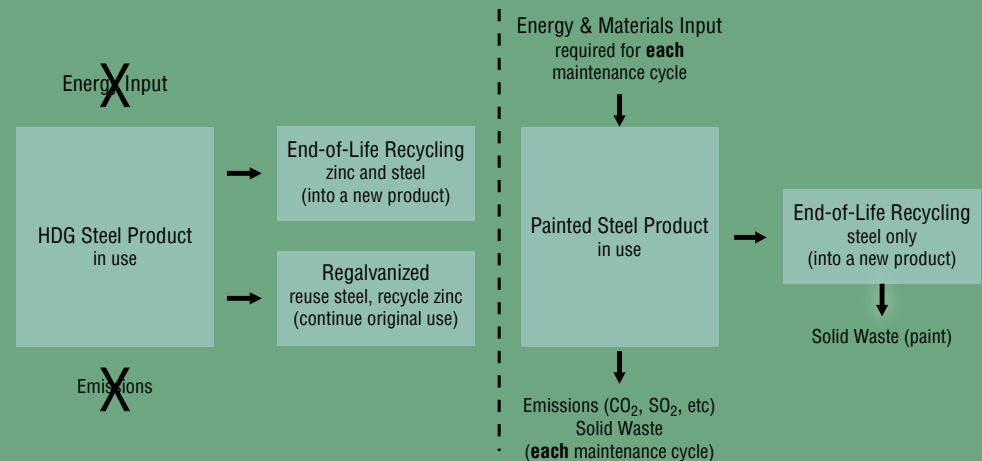 Energy Input
X
HDG Steel Product
in use
X
Emissions
End-of-Life Recycling
zinc and steel
(into a new product)
Regalvanized
reuse steel, recycle zinc
(continue original use)
Energy & Materials Input
required for each
maintenance cycle
Painted Steel Product
in use
Emissions (CO₂, SO₂, etc)
Solid Waste
(each maintenance cycle)
End-of-Life Recycling
steel only
(into a new product)
Solid Waste (paint)